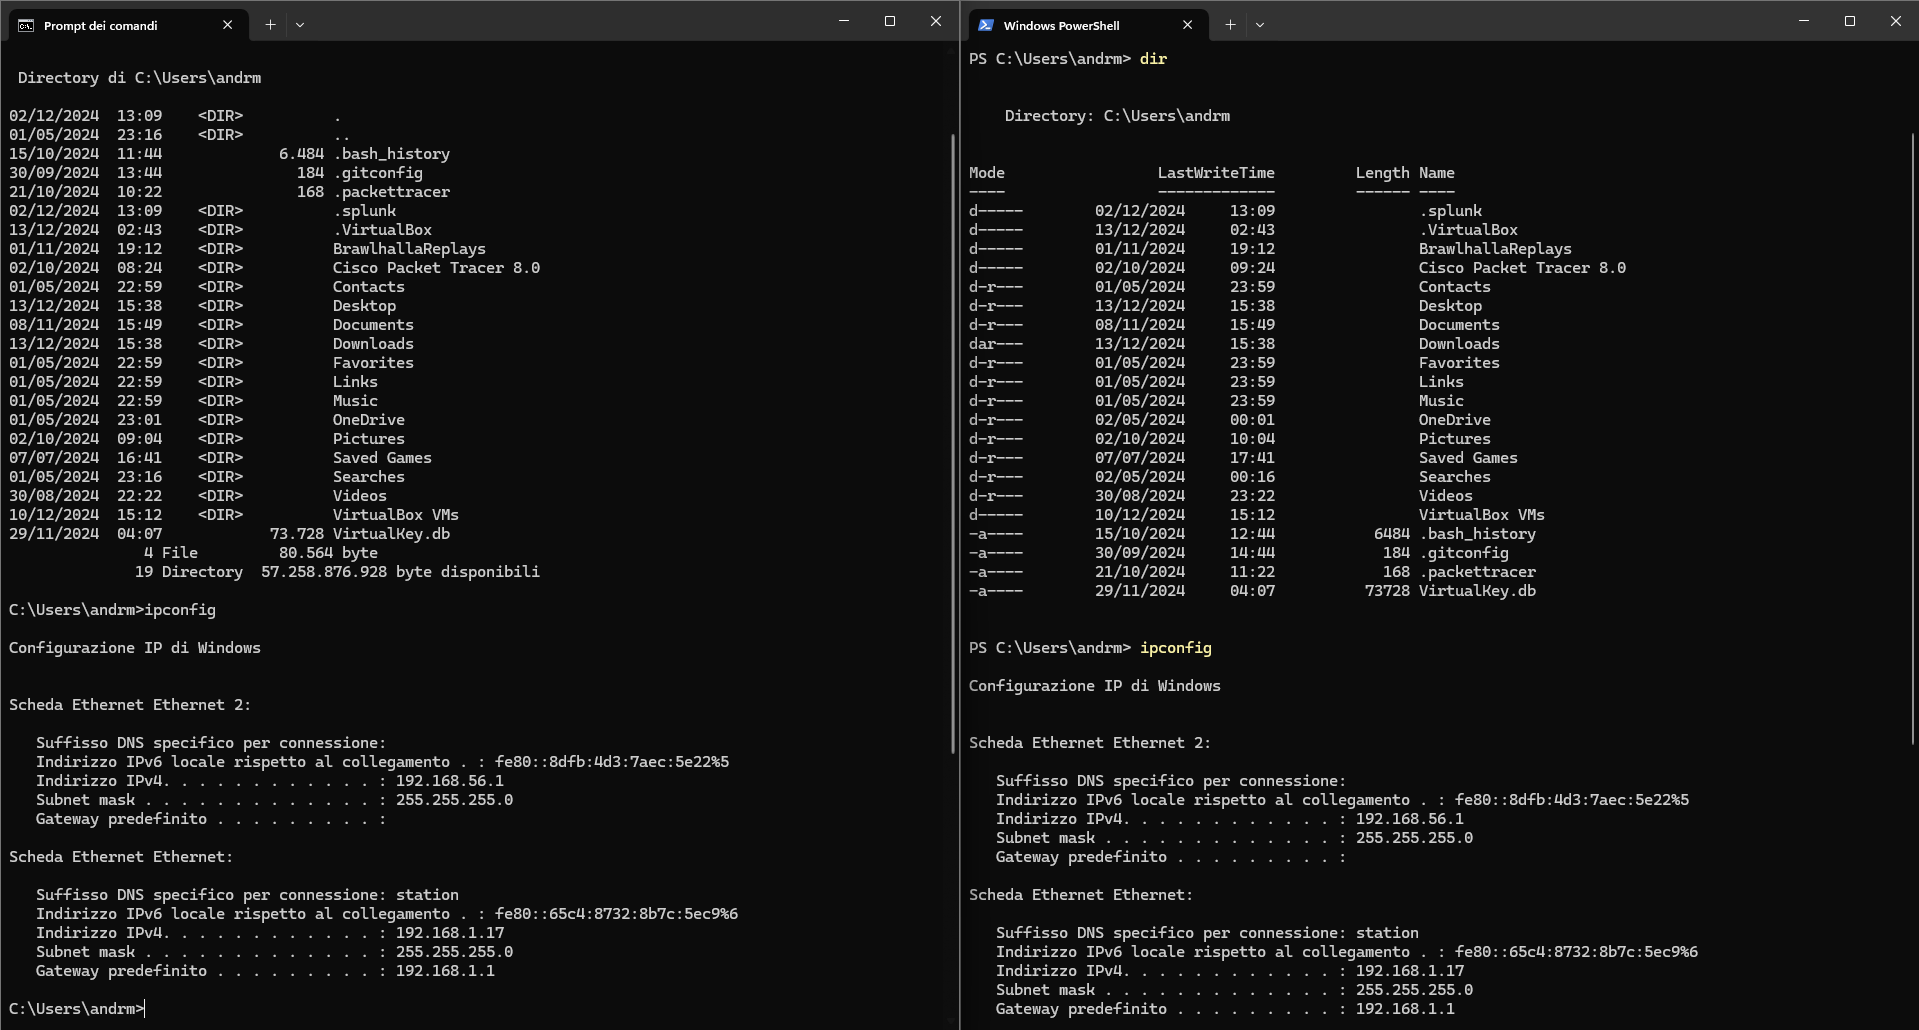 Prompt dei comandi
Directory di C:\Users\andrm
02/12/2024  13:09    <DIR>          .
01/05/2024  23:16    <DIR>          ..
15/10/2024  11:44             6.484 .bash_history
30/09/2024  13:44               184 .gitconfig
21/10/2024  10:22               168 .packettracer
02/12/2024  13:09    <DIR>          .splunk
13/12/2024  02:43    <DIR>          .VirtualBox
01/11/2024  19:12    <DIR>          BrawlhallaReplays
02/10/2024  08:24    <DIR>          Cisco Packet Tracer 8.0
01/05/2024  22:59    <DIR>          Contacts
13/12/2024  15:38    <DIR>          Desktop
08/11/2024  15:49    <DIR>          Documents
13/12/2024  15:38    <DIR>          Downloads
01/05/2024  22:59    <DIR>          Favorites
01/05/2024  22:59    <DIR>          Links
01/05/2024  22:59    <DIR>          Music
01/05/2024  23:01    <DIR>          OneDrive
02/10/2024  09:04    <DIR>          Pictures
07/07/2024  16:41    <DIR>          Saved Games
01/05/2024  23:16    <DIR>          Searches
30/08/2024  22:22    <DIR>          Videos
10/12/2024  15:12    <DIR>          VirtualBox VMs
29/11/2024  04:07            73.728 VirtualKey.db
4 File         80.564 byte
19 Directory  57.258.876.928 byte disponibili
C:\Users\andrm>ipconfig
Configurazione IP di Windows
Scheda Ethernet Ethernet 2:
Suffisso DNS specifico per connessione:
Indirizzo IPv6 locale rispetto al collegamento . : fe80::8dfb:4d3:7aec:5e22%5
Indirizzo IPv4. . . . . . . . . . . . : 192.168.56.1
Subnet mask . . . . . . . . . . . . . : 255.255.255.0
Gateway predefinito . . . . . . . . . :
Scheda Ethernet Ethernet:
Suffisso DNS specifico per connessione: station
Indirizzo IPv6 locale rispetto al collegamento . : fe80::65c4:8732:8b7c:5ec9%6
Indirizzo IPv4. . . . . . . . . . . . : 192.168.1.17
Subnet mask . . . . . . . . . . . . . : 255.255.255.0
Gateway predefinito . . . . . . . . . : 192.168.1.1
C:\Users\andrm>
Windows PowerShell
PS C:\Users\andrm> dir
Directory: C:\Users\andrm
Mode                 LastWriteTime         Length Name
----                 -------------         ------ ----
d-----        02/12/2024     13:09                .splunk
d-----        13/12/2024     02:43                .VirtualBox
d-----        01/11/2024     19:12                BrawlhallaReplays
d-----        02/10/2024     09:24                Cisco Packet Tracer 8.0
d-r---        01/05/2024     23:59                Contacts
d-r---        13/12/2024     15:38                Desktop
d-r---        08/11/2024     15:49                Documents
dar---        13/12/2024     15:38                Downloads
d-r---        01/05/2024     23:59                Favorites
d-r---        01/05/2024     23:59                Links
d-r---        01/05/2024     23:59                Music
d-r---        02/05/2024     00:01                OneDrive
d-r---        02/10/2024     10:04                Pictures
d-r---        07/07/2024     17:41                Saved Games
d-r---        02/05/2024     00:16                Searches
d-r---        30/08/2024     23:22                Videos
d-----        10/12/2024     15:12                VirtualBox VMs
-a----        15/10/2024     12:44           6484 .bash_history
-a----        30/09/2024     14:44            184 .gitconfig
-a----        21/10/2024     11:22            168 .packettracer
-a----        29/11/2024     04:07          73728 VirtualKey.db
PS C:\Users\andrm> ipconfig
Configurazione IP di Windows
Scheda Ethernet Ethernet 2:
Suffisso DNS specifico per connessione:
Indirizzo IPv6 locale rispetto al collegamento . : fe80::8dfb:4d3:7aec:5e22%5
Indirizzo IPv4. . . . . . . . . . . . : 192.168.56.1
Subnet mask . . . . . . . . . . . . . : 255.255.255.0
Gateway predefinito . . . . . . . . . :
Scheda Ethernet Ethernet:
Suffisso DNS specifico per connessione: station
Indirizzo IPv6 locale rispetto al collegamento . : fe80::65c4:8732:8b7c:5ec9%6
Indirizzo IPv4. . . . . . . . . . . . : 192.168.1.17
Subnet mask . . . . . . . . . . . . . : 255.255.255.0
Gateway predefinito . . . . . . . . . : 192.168.1.1